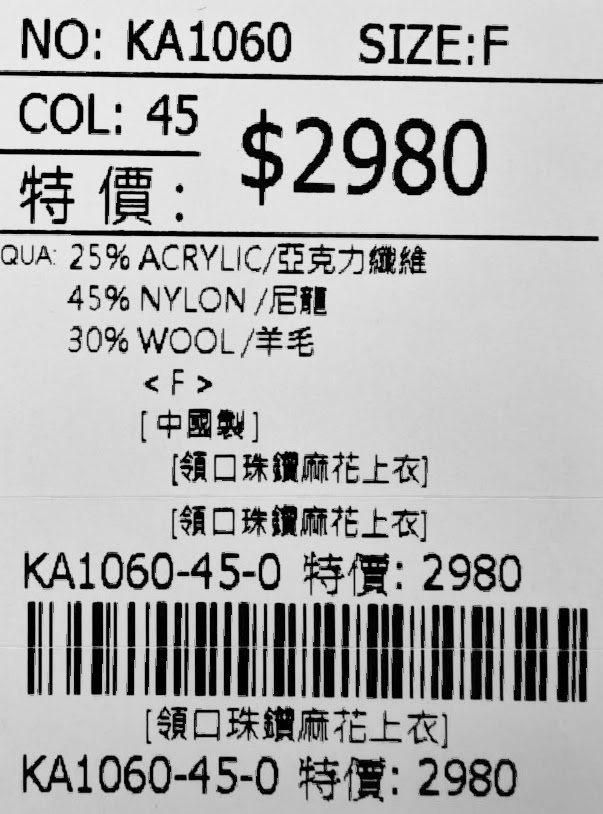 NO: KA1060 SIZE:F
COL: 45
$2980
特價:
QUA: 25% ACRYLIC/亞克力纖維
45% NYLON /尼龍
30% WOOL/羊毛
< F >
[中國製]
[領口珠鑽麻花上衣]
[領口珠鑽麻花上衣]
KA1060-45-0 特價: 2980
[領口珠鑽麻花上衣]
KA1060-45-0 特價: 2980